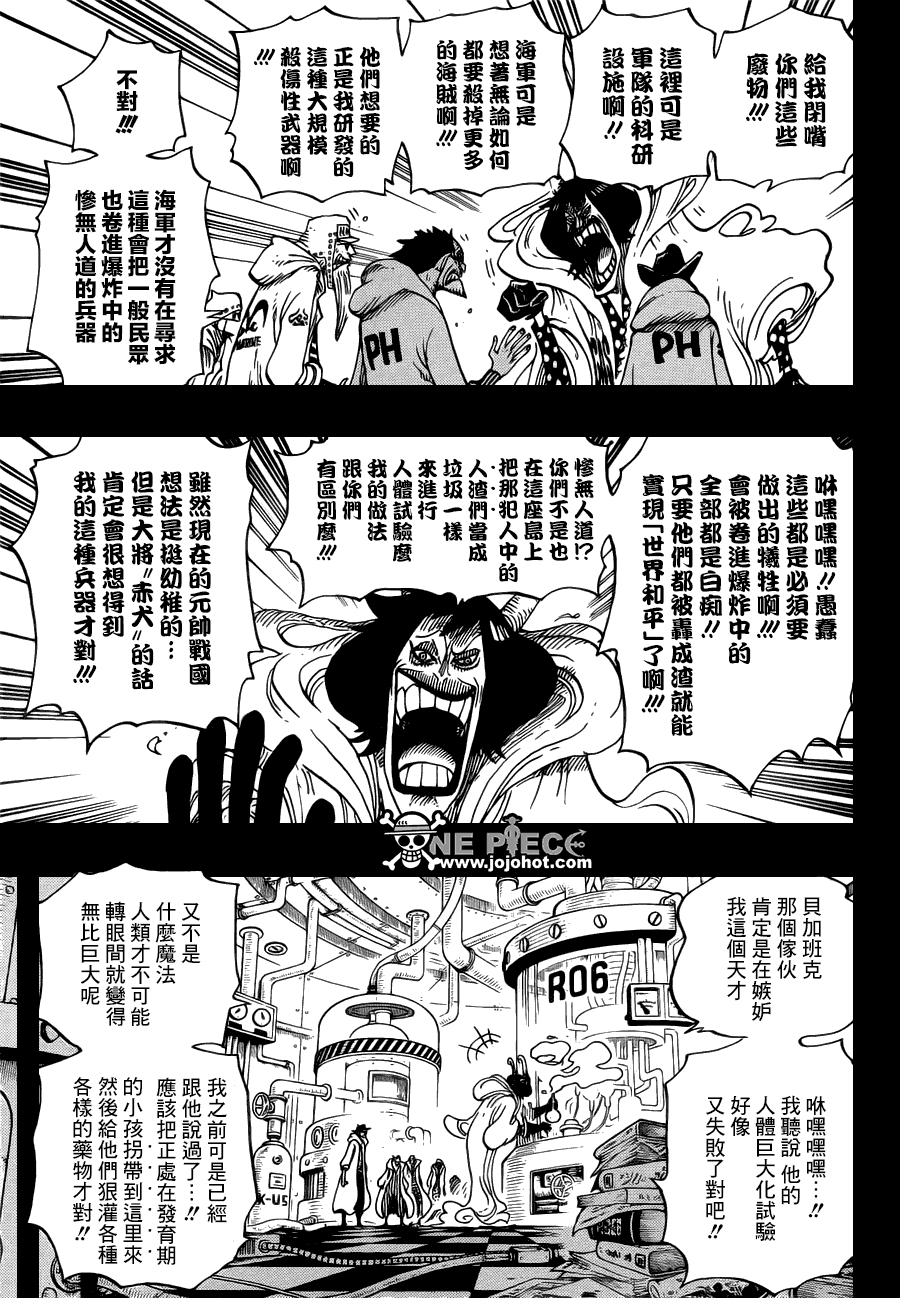 給我閉嘴
你們這些
廢物!!!
這裡可是
軍隊的科研
設施啊!!
海軍可是
想著無論如何
都要殺掉更多
的海賊啊!!!
他們想要的
正是我研發的
這種大規模
殺傷性武器啊
!!!
不對
!!!
海軍才沒有在尋求
這種會把一般民眾
也卷進爆炸中的
慘無人道的兵器
PH
PH
咻嘿嘿嘿!!愚蠢
這些都是必須要
做出的犧牲啊!!!
會被卷進爆炸中的
全部都是白痴!!
只要他們都被轟成渣就能
實現「世界和平」了啊!!!
慘無人道!?
你們不是也
在這座島上
把那犯人中的
人渣們當成
垃圾一樣
來進行
人體試驗麼
我的做法
跟你們
有區別麼!!!
雖然現在的元帥戰國
想法是挺幼稚的…
但是大將"赤犬"的話
肯定會很想得到
我的這種兵器才對!!!
ONE PIECE
www.jojohot.com
貝加班克
那個傢伙
肯定是在嫉妒
我這個天才
咻嘿嘿嘿…!!
我聽說 他的
人體巨大化試驗
好像
又失敗了對吧!!
R06
又不是
什麼魔法
人類才不可能
轉眼間就變得
無比巨大呢
我之前可是已經
跟他說過了…!!
應該把正處在發育期
的小孩拐帶到這里來
然後給他們狠灌各種
各樣的藥物才對!!
K-U5